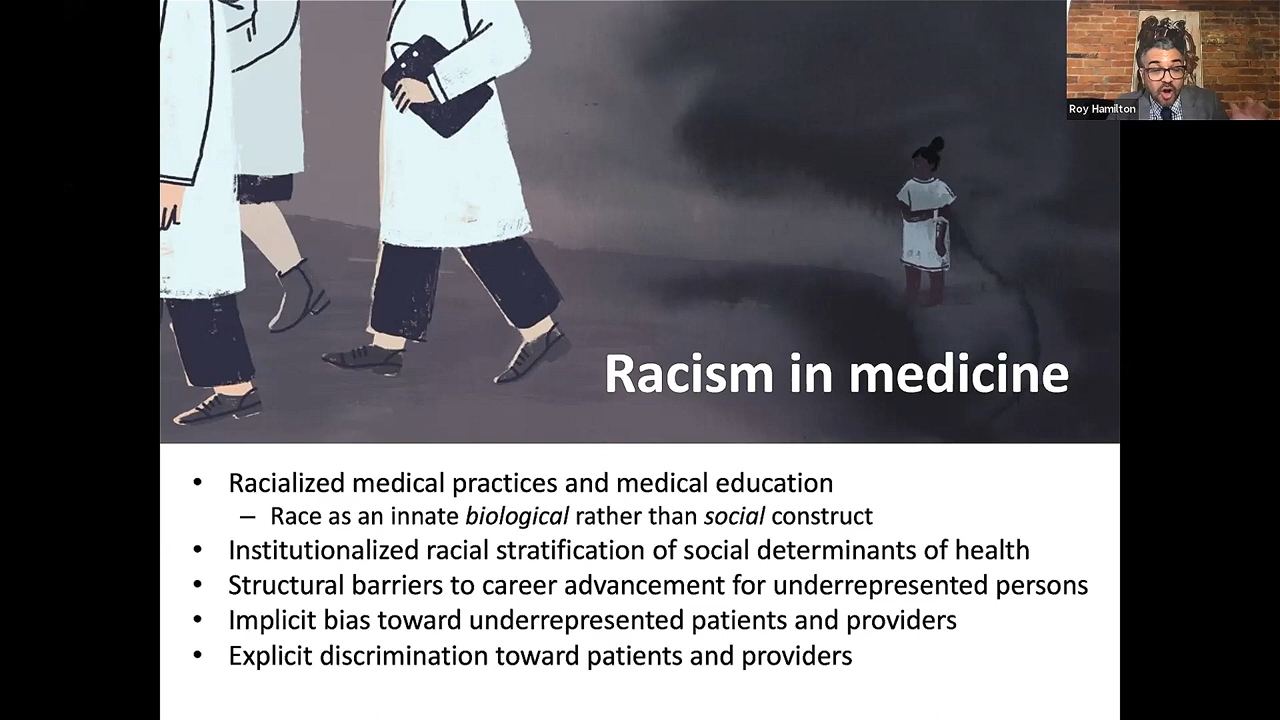 Roy Hamilton
Racism in medicine
• Racialized medical practices and medical education
– Race as an innate biological rather than social construct
• Institutionalized racial stratification of social determinants of health
• Structural barriers to career advancement for underrepresented persons
• Implicit bias toward underrepresented patients and providers
• Explicit discrimination toward patients and providers